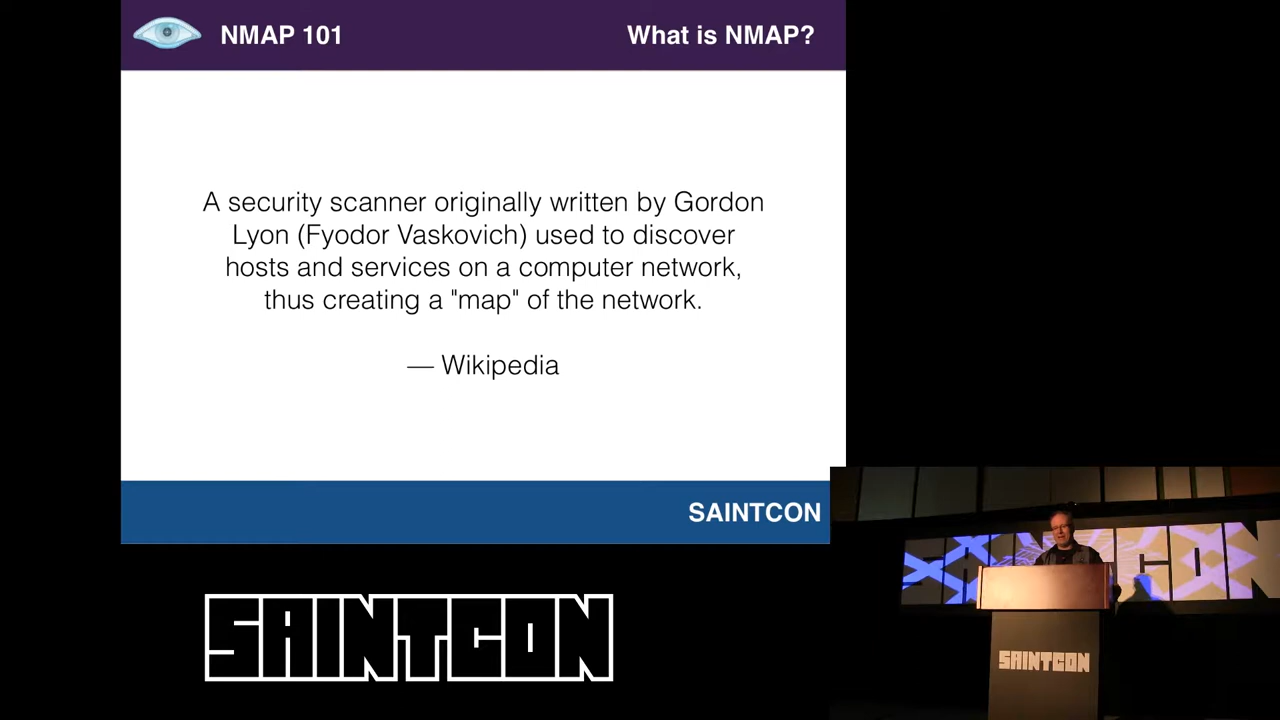 NMAP 101
What is NMAP?
A security scanner originally written by Gordon
Lyon (Fyodor Vaskovich) used to discover
hosts and services on a computer network,
thus creating a "map" of the network.
— Wikipedia
SAINTCON
SAINTCON
SAINTCON
SAINTCON